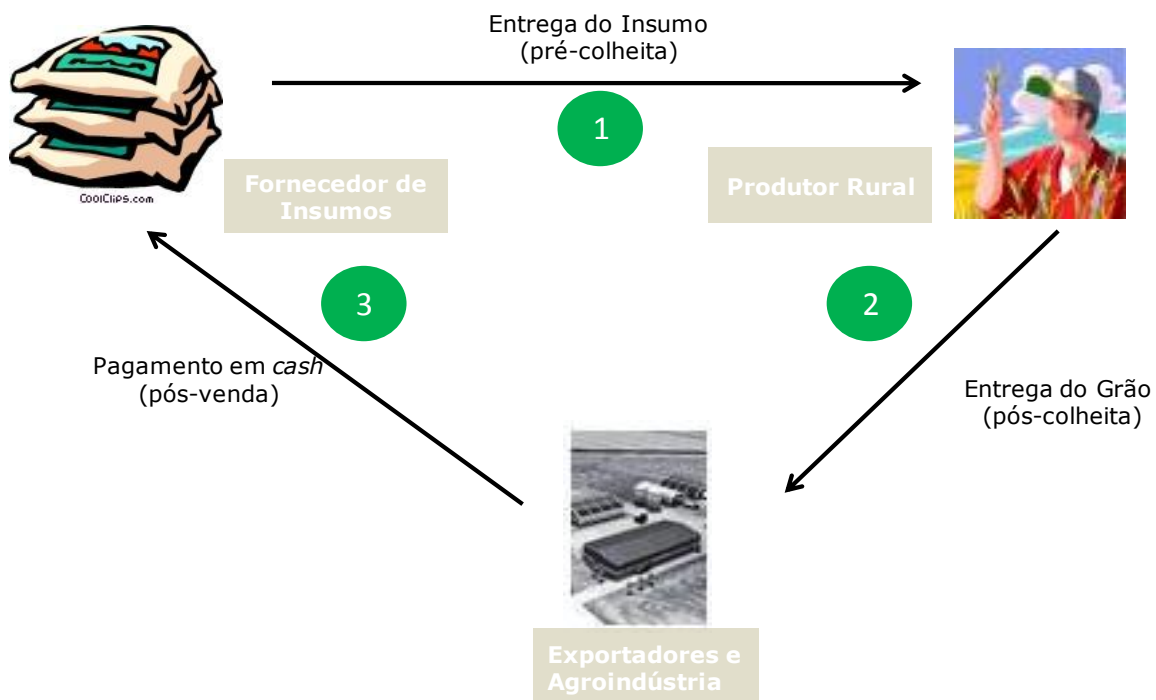 Entrega do Insumo
(pré-colheita)
1
CoolClips.com
Fornecedor de
Insumos
Produtor Rural
3
2
Pagamento em cash
(pós-venda)
Entrega do Grão
(pós-colheita)
Exportadores e
Agroindústria